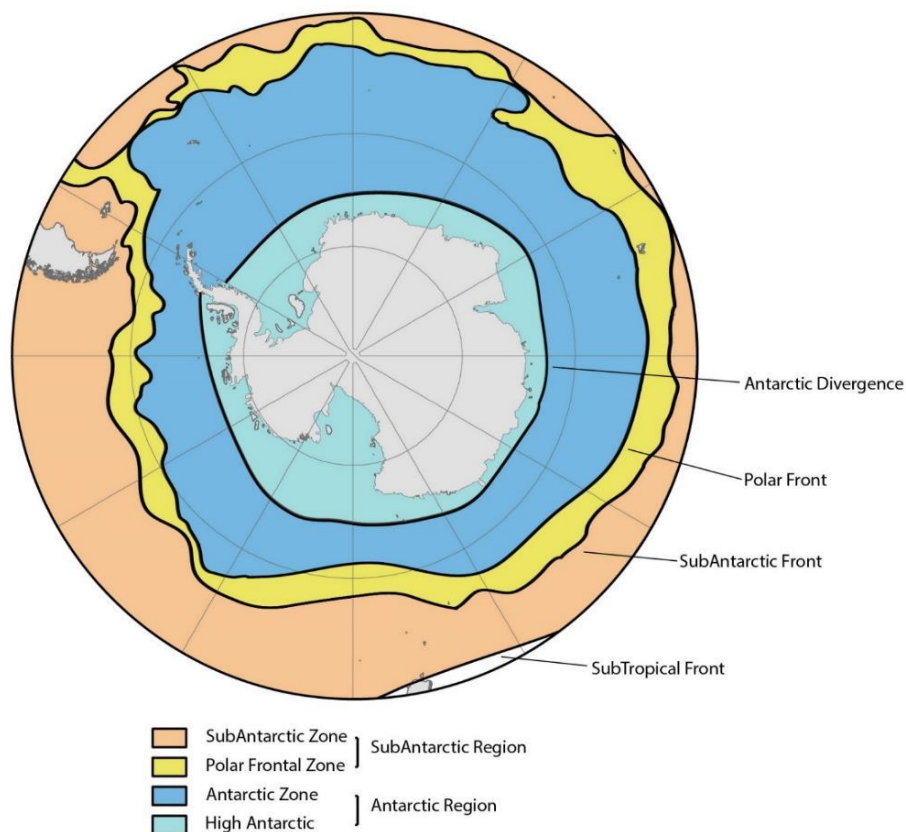 Antarctic Divergence
Polar Front
SubAntarctic Front
SubTropical Front
SubAntarctic Zone
SubAntarctic Region
Polar Frontal Zone
Antarctic Zone
Antarctic Region
High Antarctic